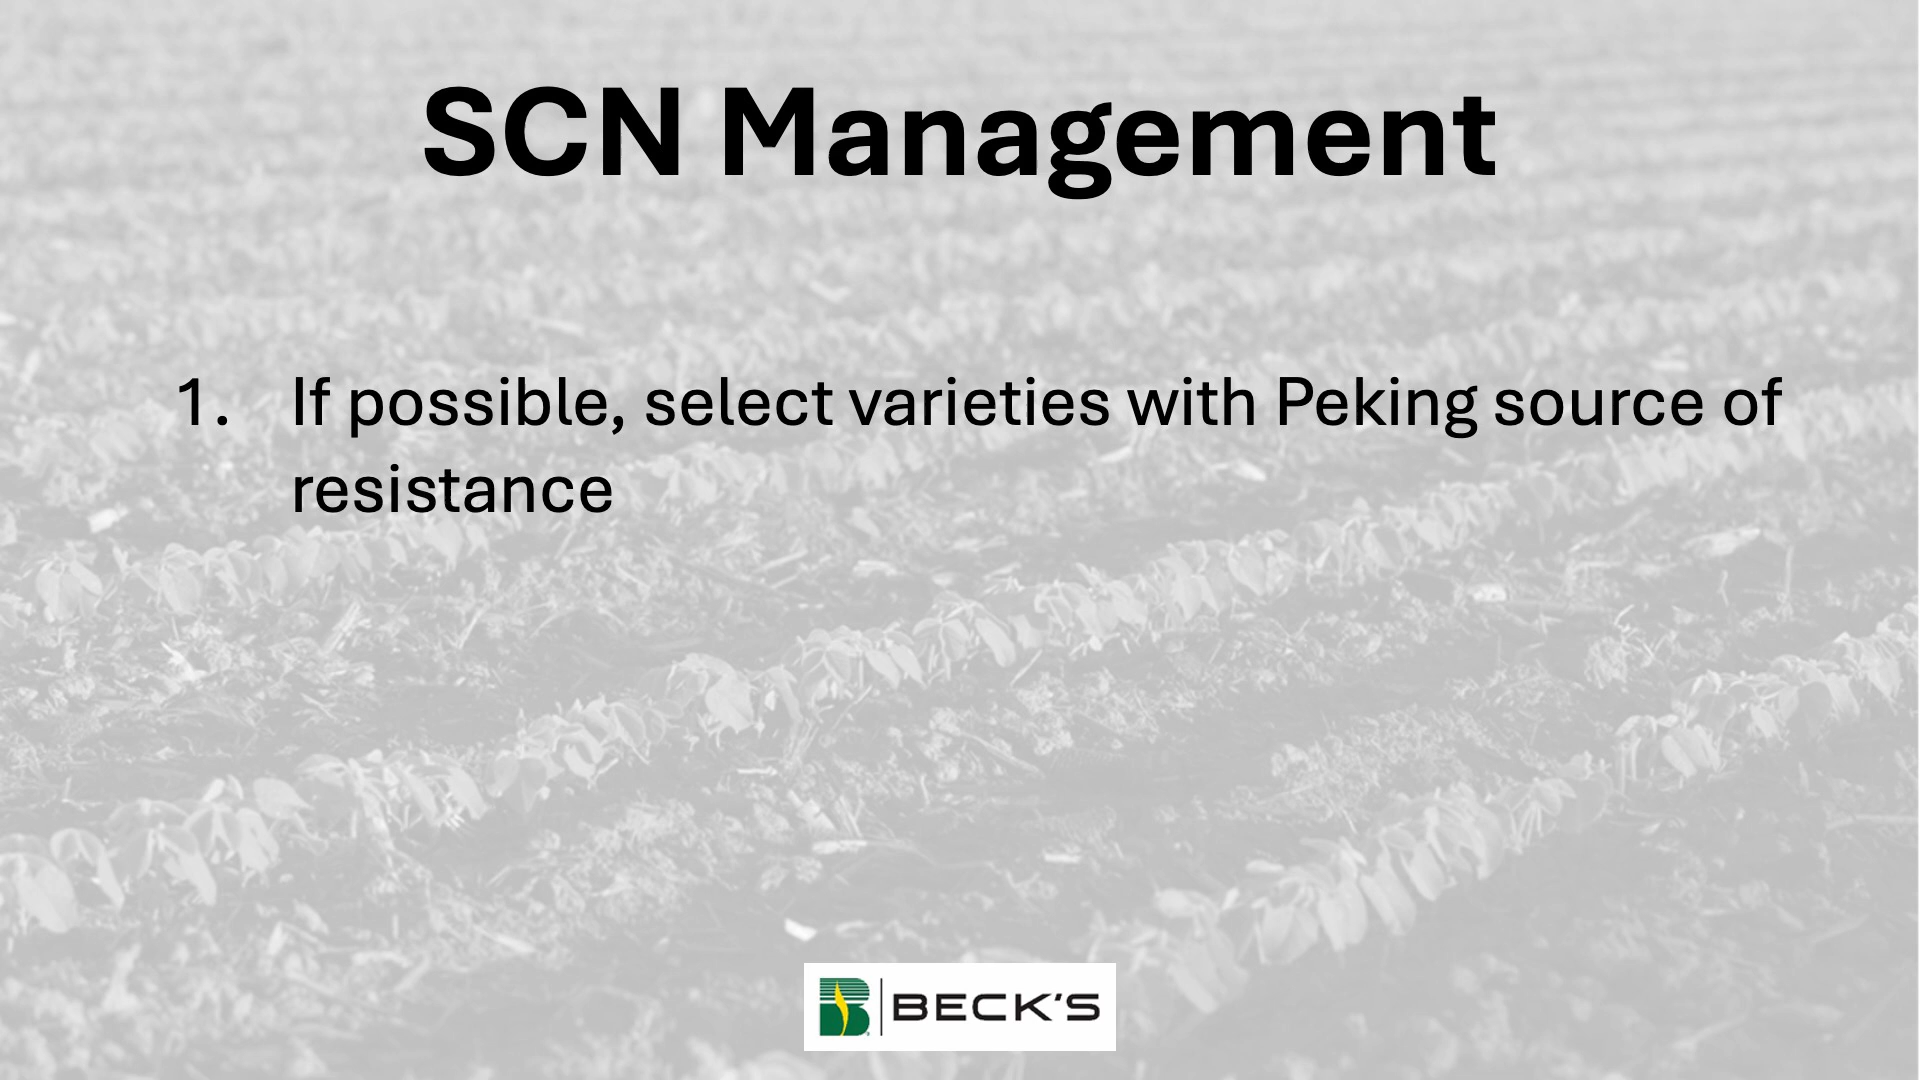 SCN Management
1. If possible, select varieties with Peking source of
resistance
BECK'S